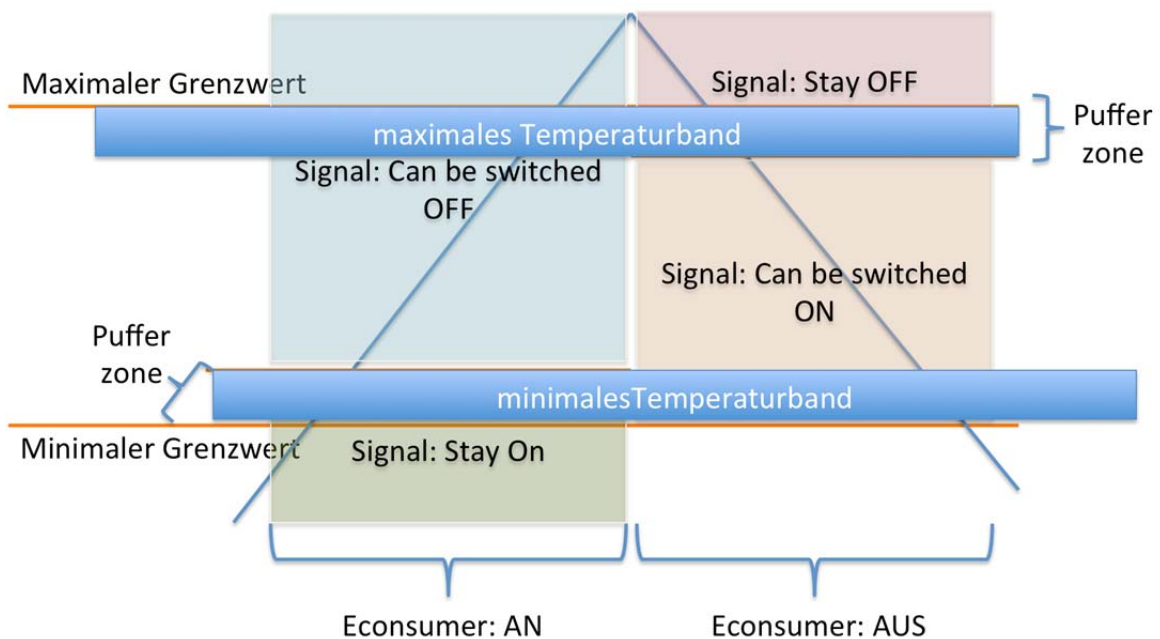 Maximaler Grenzwert
Signal: Stay OFF
maximales Temperaturband
Puffer
zone
Signal: Can be switched
OFF
Signal: Can be switched
ON
Puffer
zone
minimalesTemperaturband
Minimaler Grenzwert
Signal: Stay On
Econsumer: AN
Econsumer: AUS